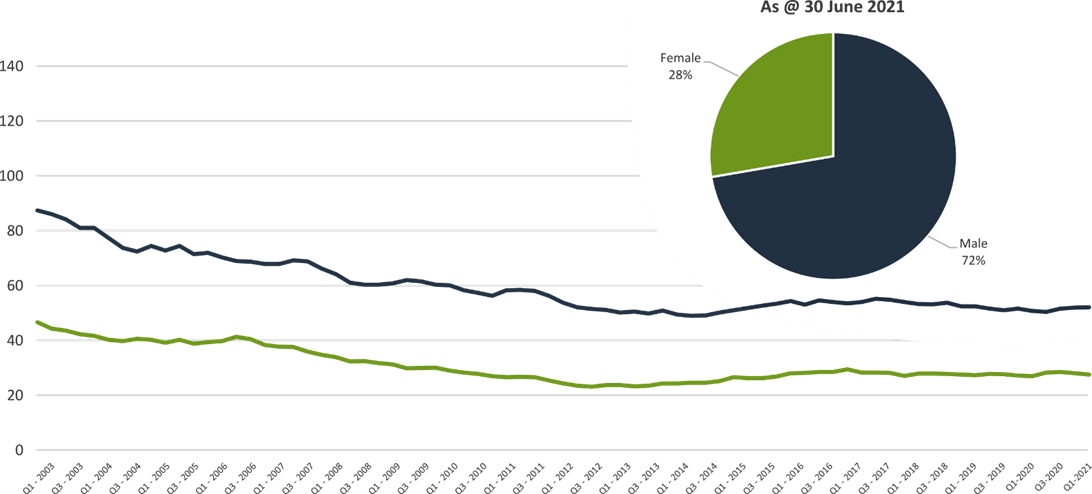 As @ 30 June 2021
Female
28%
Male
72%
140
120
100
80
60
40
20
0
Q1 - 2003
Q3 - 2003
Q1 - 2004
Q3 - 2004
Q1 - 2005
Q3 - 2005
Q1 - 2006
Q3 - 2006
Q1 - 2007
Q3 - 2007
Q1 - 2008
Q3 - 2008
Q1 - 2009
Q3 - 2009
Q1 - 2010
Q3 - 2010
Q1 - 2011
Q3 - 2011
Q1 - 2012
Q3 - 2012
Q1 - 2013
Q3 - 2013
Q1 - 2014
Q3 - 2014
Q1 - 2015
Q3 - 2015
Q1 - 2016
Q3 - 2016
Q1 - 2017
Q3 - 2017
Q1 - 2018
Q3 - 2018
Q1 - 2019
Q3 - 2019
Q1 - 2020
Q3 - 2020
Q1-2021